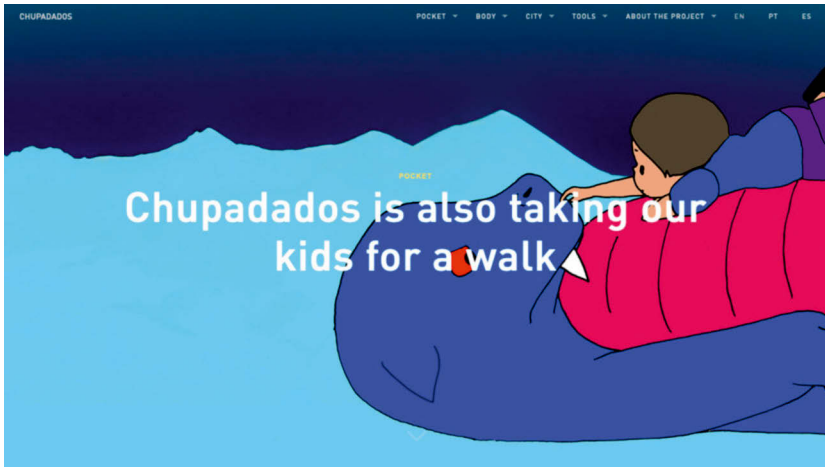 CHUPADADOS
POCKET BODY CITY TOOLS ABOUT THE PROJECT EN PT ES
POCKET
Chupadados is also taking our
kids for a walk